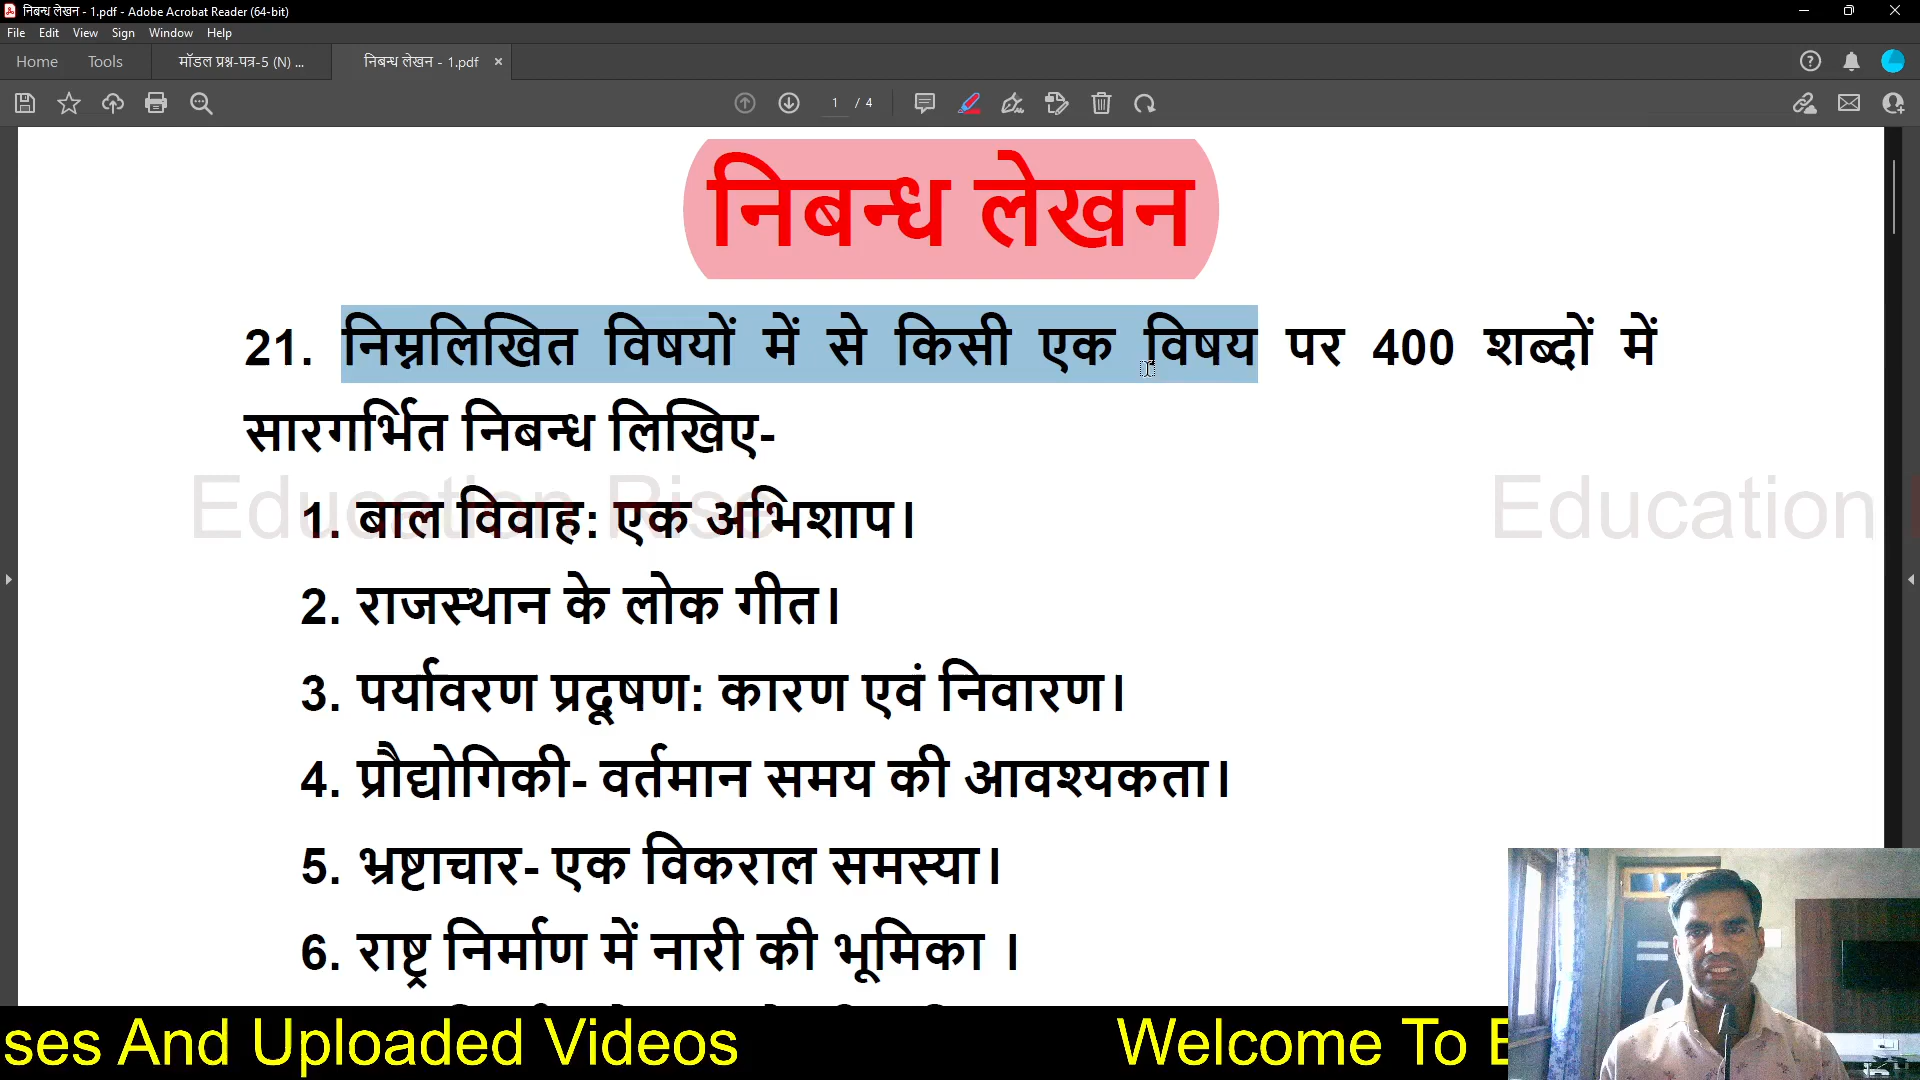 निबन्ध लेखन - 1.pdf - Adobe Acrobat Reader (64-bit)
File Edit View Sign Window Help
Home Tools मॉडल प्रश्न-पत्र-5 (N) ... निबन्ध लेखन - 1.pdf
1 / 4
निबन्ध लेखन
21. निम्नलिखित विषयों में से किसी एक विषय पर 400 शब्दों में
सारगर्भित निबन्ध लिखिए-
Education Rise
Education
1. बाल विवाह: एक अभिशाप।
2. राजस्थान के लोक गीत।
3. पर्यावरण प्रदूषण: कारण एवं निवारण।
4. प्रौद्योगिकी- वर्तमान समय की आवश्यकता।
5. भ्रष्टाचार- एक विकराल समस्या।
6. राष्ट्र निर्माण में नारी की भूमिका ।
ses And Uploaded Videos Welcome To E